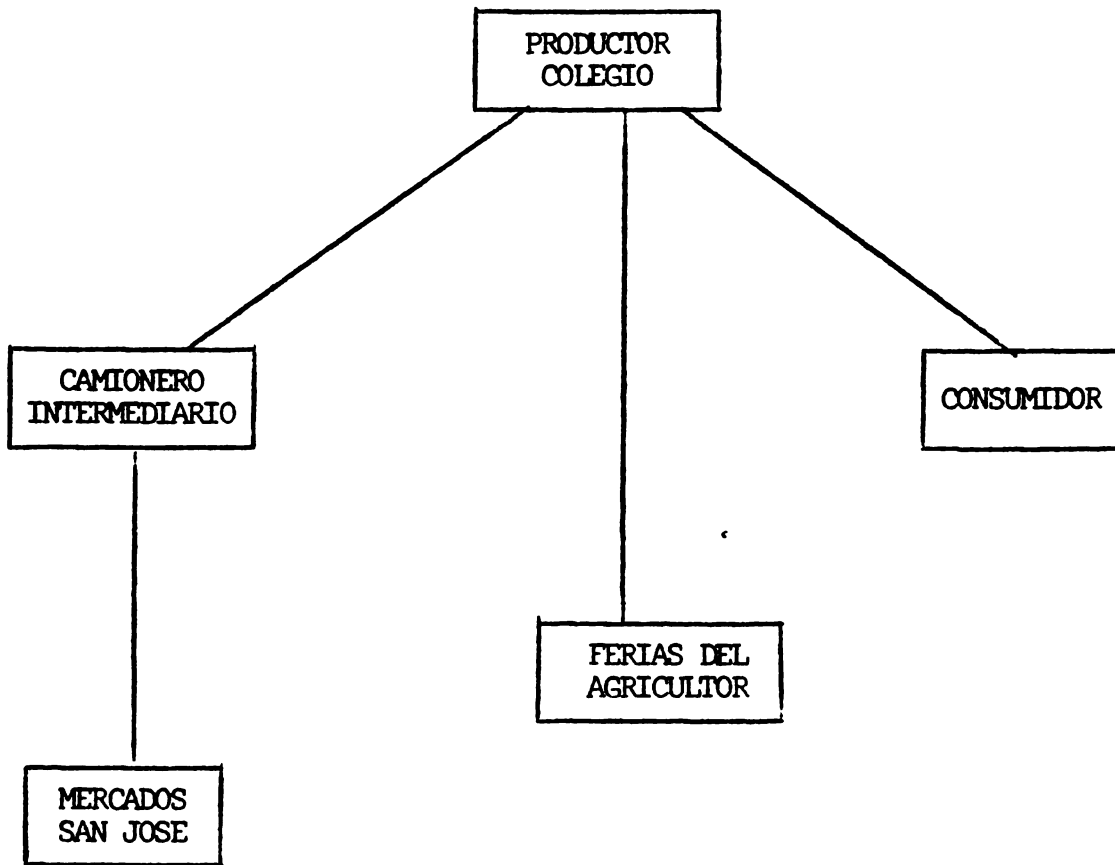 PRODUCTOR
COLEGIO
CAMIONERO
INTERMEDIARIO
CONSUMIDOR
FERIAS DEL
AGRICULTOR
MERCADOS
SAN JOSE